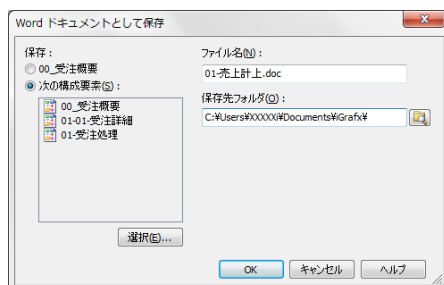 Word ドキュメントとして保存
保存：
00_受注概要
次の構成要素(S)：
00_受注概要
01-01-受注詳細
01-受注処理
選択(E)...
ファイル名(N)：
01-売上計上.doc
保存先フォルダ(O)：
C:¥Users¥XXXXXi¥Documents¥iGrafx¥
OK
キャンセル
ヘルプ